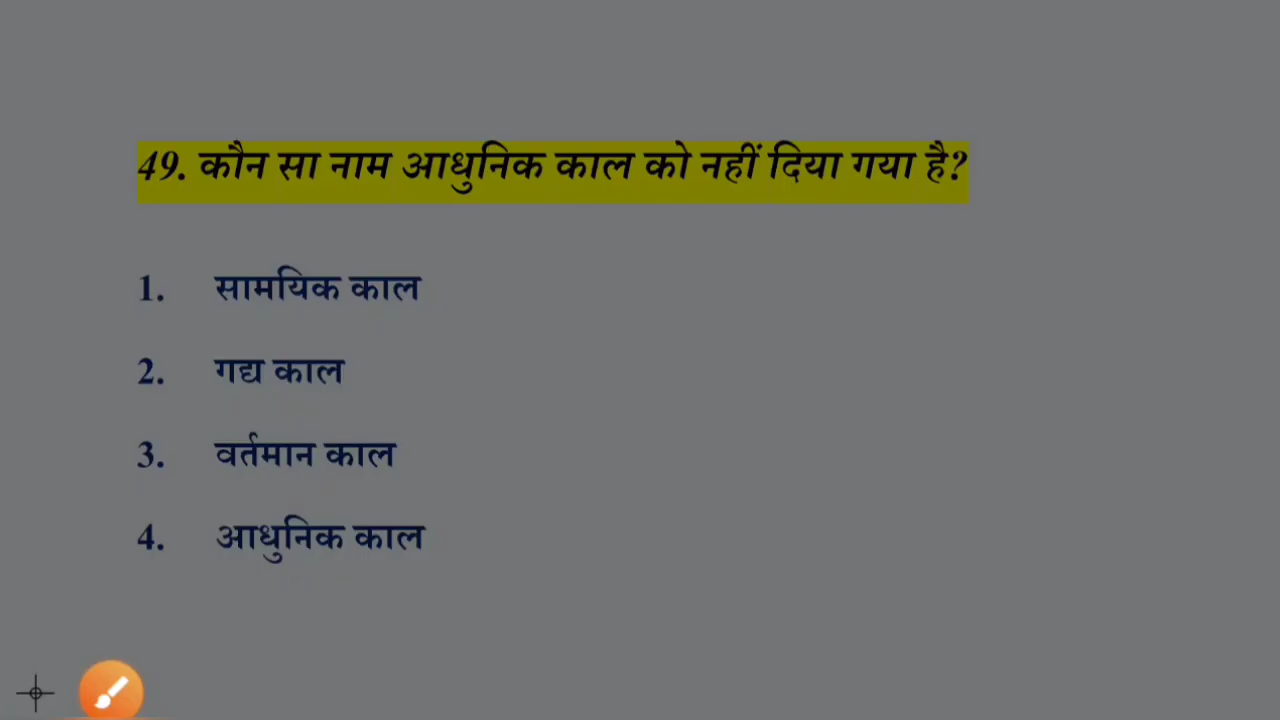 49. कौन सा नाम आधुनिक काल को नहीं दिया गया है?
1. सामयिक काल
2. गद्य काल
3. वर्तमान काल
4. आधुनिक काल